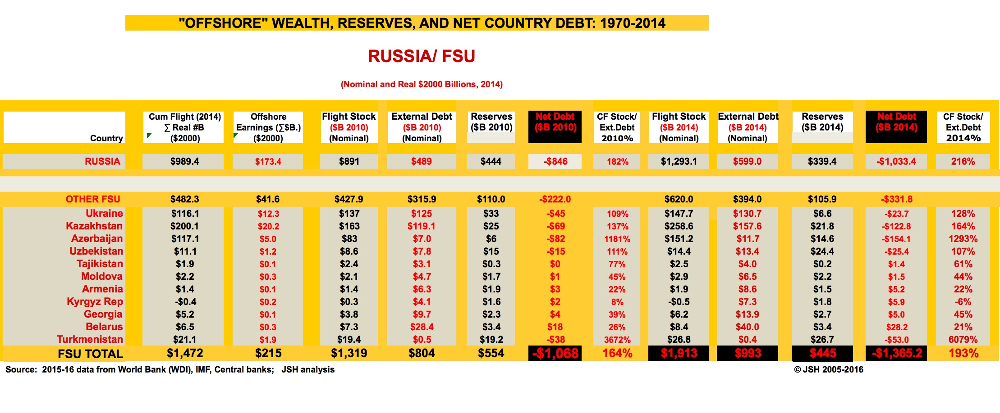 "OFFSHORE" WEALTH, RESERVES, AND NET COUNTRY DEBT: 1970-2014
RUSSIA/ FSU
(Nominal and Real $2000 Billions, 2014)
Cum Flight (2014) Offshore Flight Stock External Debt Reserves Net Debt CF Stock/ Flight Stock External Debt Reserves Net Debt CF Stock/
∑ Real #B Earnings (∑$B.) ($B 2010) ($B 2010) ($B 2010) ($B 2010) Ext.Debt ($B 2014) ($B 2014) ($B 2014) ($B 2014) Ext.Debt
Country ($2000) ($2000) (Nominal) (Nominal) 2010% (Nominal) (Nominal) 2014%
RUSSIA $989.4 $173.4 $891 $489 $444 -$846 182% $1,293.1 $599.0 $339.4 -$1,033.4 216%
OTHER FSU $482.3 $41.6 $427.9 $315.9 $110.0 -$222.0 $620.0 $394.0 $105.9 -$331.8
Ukraine $116.1 $12.3 $137 $125 $33 -$45 109% $147.7 $130.7 $6.6 -$23.7 128%
Kazakhstan $200.1 $20.2 $163 $119.1 $25 -$69 137% $258.6 $157.6 $21.8 -$122.8 164%
Azerbaijan $117.1 $5.0 $83 $7.0 $6 -$82 1181% $151.2 $11.7 $14.6 -$154.1 1293%
Uzbekistan $11.1 $1.2 $8.6 $7.8 $15 -$15 111% $14.4 $13.4 $24.4 -$25.4 107%
Tajikistan $1.9 $0.1 $2.4 $3.1 $0.3 $0 77% $2.5 $4.0 $0.2 $1.4 61%
Moldova $2.2 $0.3 $2.1 $4.7 $1.7 $1 45% $2.9 $6.5 $2.2 $1.5 44%
Armenia $1.4 $0.1 $1.4 $6.3 $1.9 $3 22% $1.9 $8.6 $1.5 $5.2 22%
Kyrgyz Rep -$0.4 $0.2 $0.3 $4.1 $1.6 $2 8% -$0.5 $7.3 $1.8 $5.9 -6%
Georgia $5.2 $0.1 $3.8 $9.7 $2.3 $4 39% $6.2 $13.9 $2.7 $5.0 45%
Belarus $6.5 $0.3 $7.3 $28.4 $3.4 $18 26% $8.4 $40.0 $3.4 $28.2 21%
Turkmenistan $21.1 $1.9 $19.4 $0.5 $19.2 -$38 3672% $26.8 $0.4 $26.7 -$53.0 6079%
FSU TOTAL $1,472 $215 $1,319 $804 $554 -$1,068 164% $1,913 $993 $445 -$1,365.2 193%
Source: 2015-16 data from World Bank (WDI), IMF, Central banks; JSH analysis © JSH 2005-2016